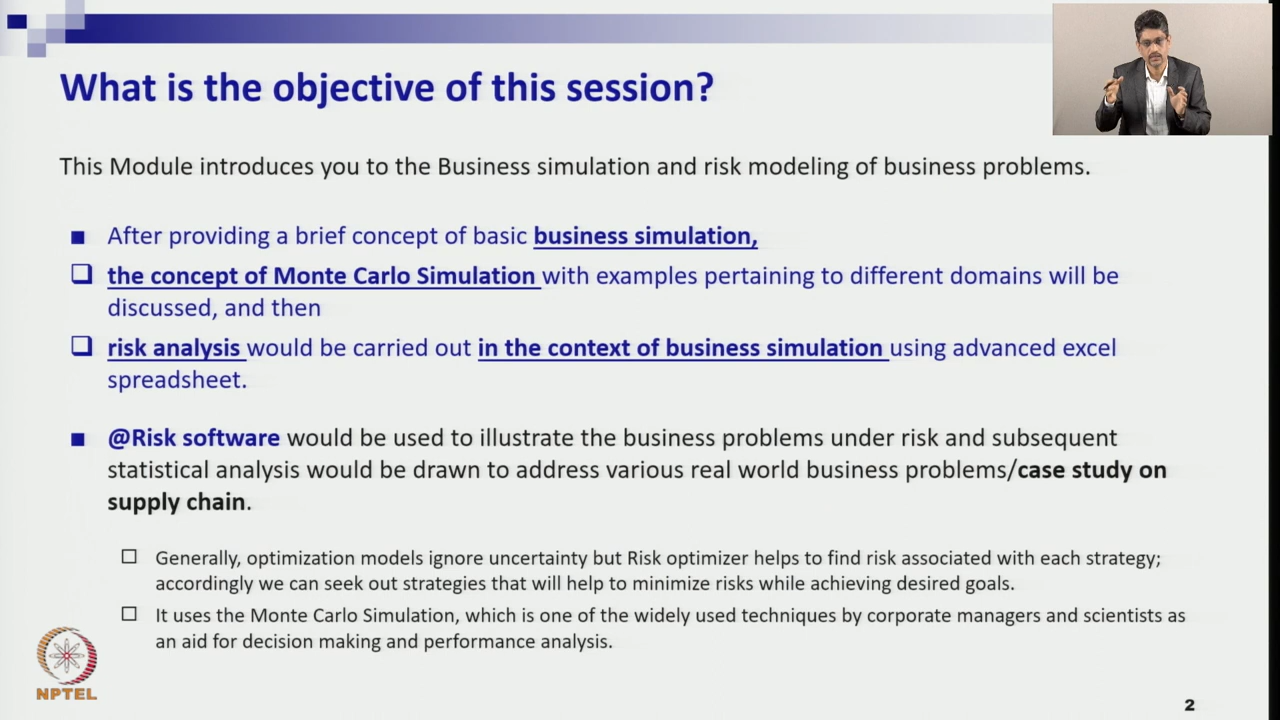 What is the objective of this session?
This Module introduces you to the Business simulation and risk modeling of business problems.
After providing a brief concept of basic business simulation,
the concept of Monte Carlo Simulation with examples pertaining to different domains will be
discussed, and then
risk analysis would be carried out in the context of business simulation using advanced excel
spreadsheet.
@Risk software would be used to illustrate the business problems under risk and subsequent
statistical analysis would be drawn to address various real world business problems/case study on
supply chain.
Generally, optimization models ignore uncertainty but Risk optimizer helps to find risk associated with each strategy;
accordingly we can seek out strategies that will help to minimize risks while achieving desired goals.
It uses the Monte Carlo Simulation, which is one of the widely used techniques by corporate managers and scientists as
an aid for decision making and performance analysis.
NPTEL
2